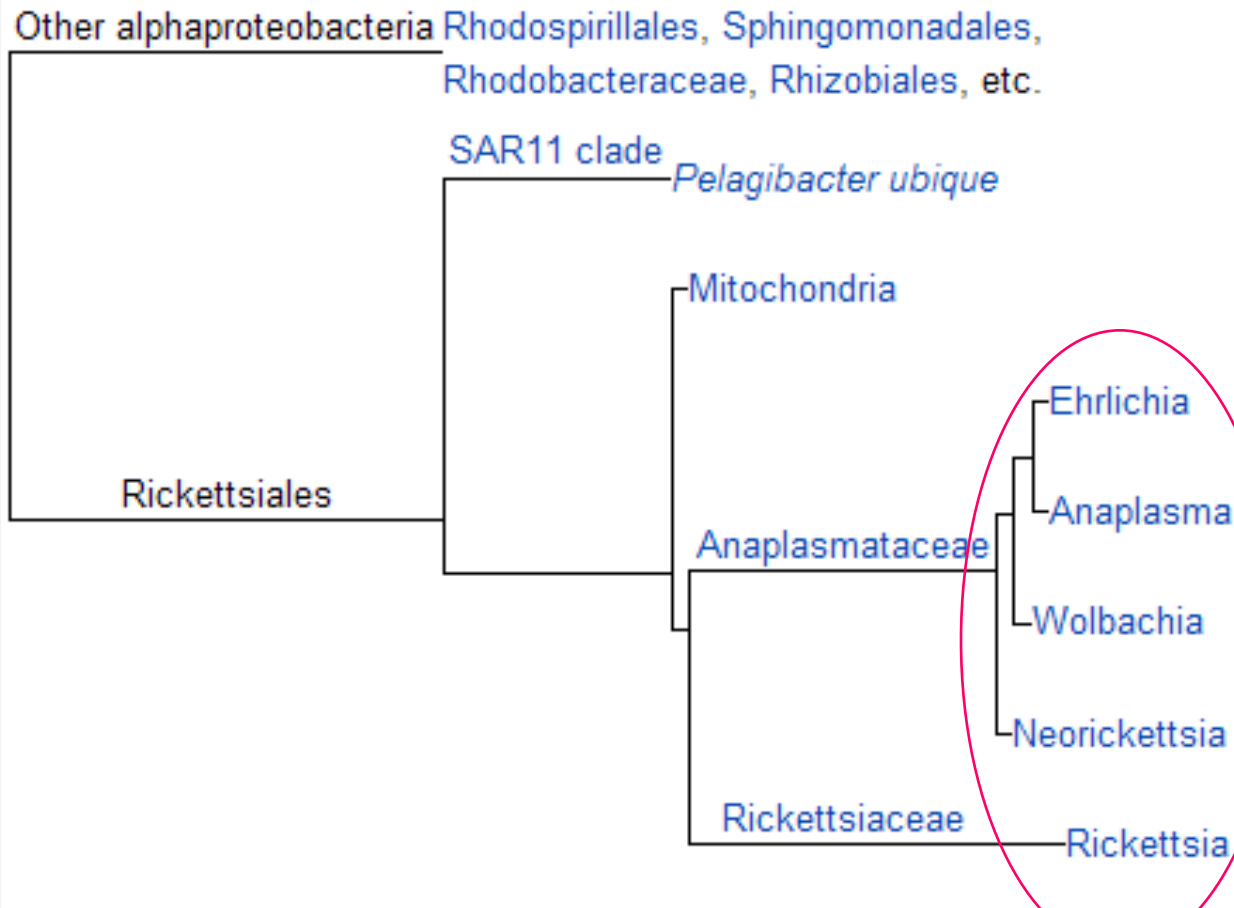 Other alphaproteobacteria Rhodospirillales, Sphingomonadales,
Rhodobacteraceae, Rhizobiales, etc.
SAR11 clade
Pelagibacter ubique
Mitochondria
Ehrlichia
Rickettsiales
Anaplasma
Anaplasmataceae
Wolbachia
Neorickettsia
Rickettsiaceae
Rickettsia